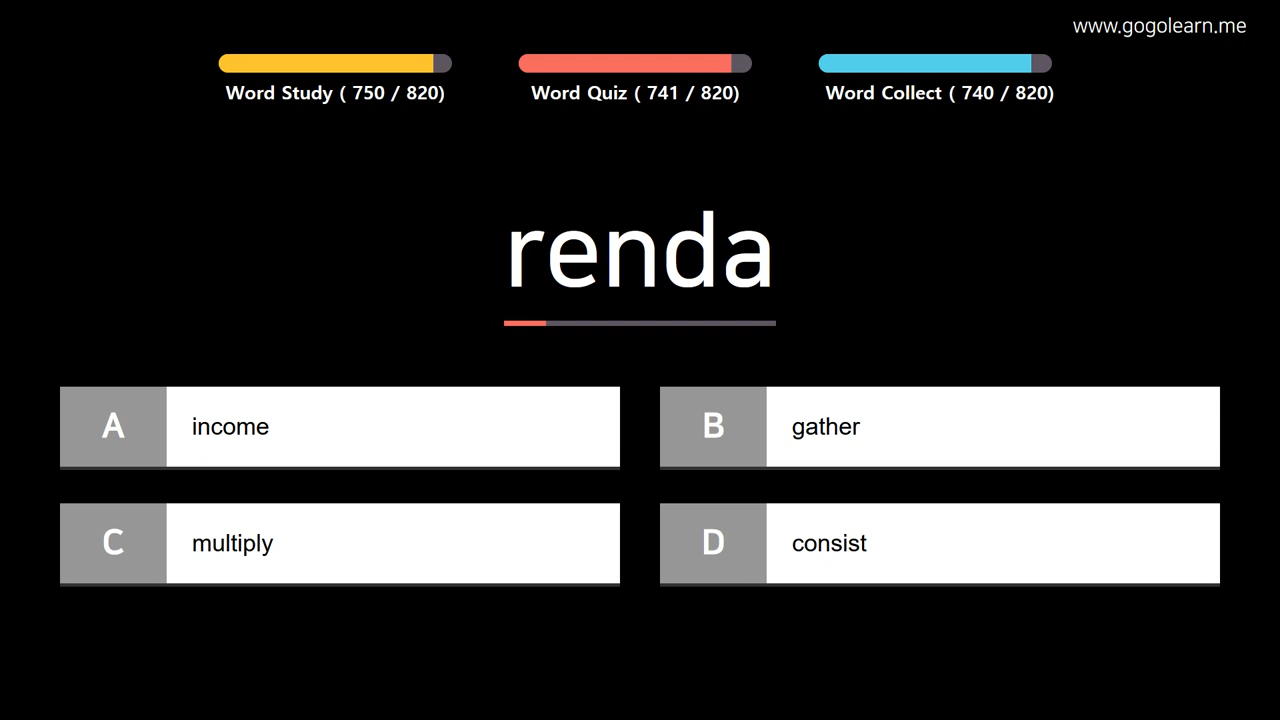 www.gogolearn.me
Word Study ( 750 / 820)
Word Quiz ( 741 / 820)
Word Collect ( 740 / 820)
renda
A income
B gather
C multiply
D consist